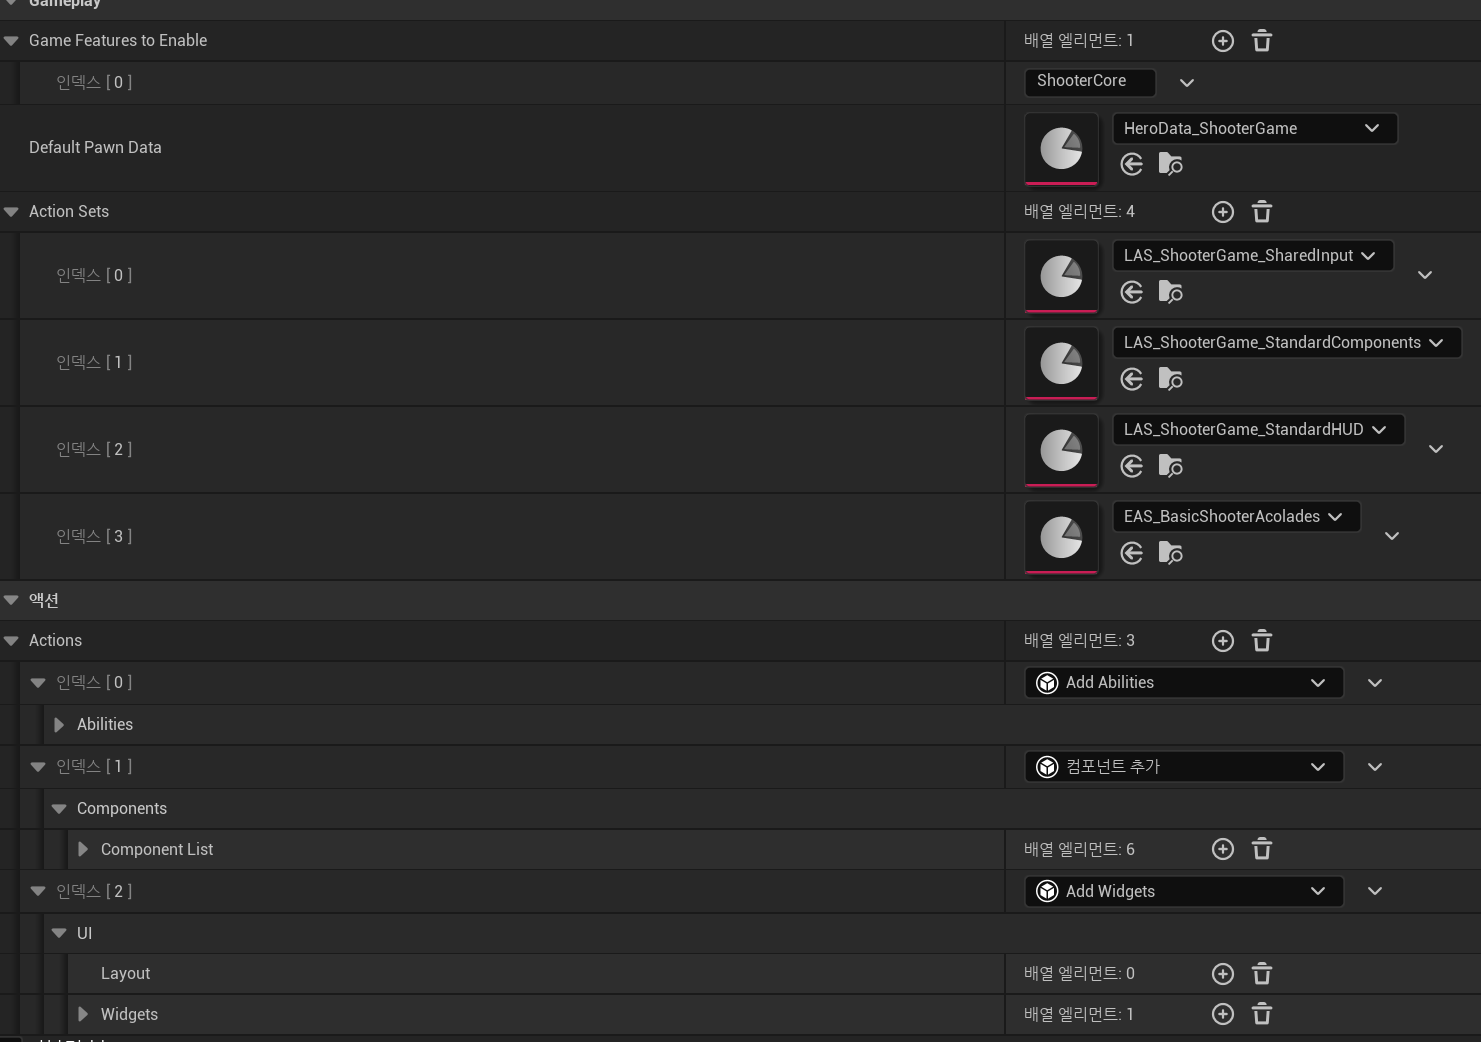 Gameplay
Game Features to Enable 배열 엘리먼트: 1
인덱스 [ 0 ] ShooterCore
Default Pawn Data HeroData_ShooterGame
Action Sets 배열 엘리먼트: 4
인덱스 [ 0 ] LAS_ShooterGame_SharedInput
인덱스 [ 1 ] LAS_ShooterGame_StandardComponents
인덱스 [ 2 ] LAS_ShooterGame_StandardHUD
인덱스 [ 3 ] EAS_BasicShooterAcolades
액션
Actions 배열 엘리먼트: 3
인덱스 [ 0 ] Add Abilities
Abilities
인덱스 [ 1 ] 컴포넌트 추가
Components
Component List 배열 엘리먼트: 6
인덱스 [ 2 ] Add Widgets
UI
Layout 배열 엘리먼트: 0
Widgets 배열 엘리먼트: 1